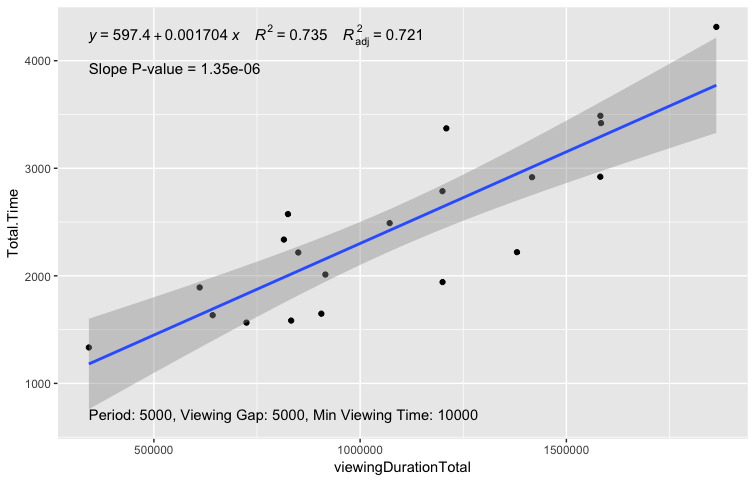 y = 597.4 + 0.001704 x R² = 0.735 R²adj = 0.721
Slope P-value = 1.35e-06
4000
3000
2000
1000
Total.Time
Period: 5000, Viewing Gap: 5000, Min Viewing Time: 10000
500000 1000000 1500000
viewingDurationTotal